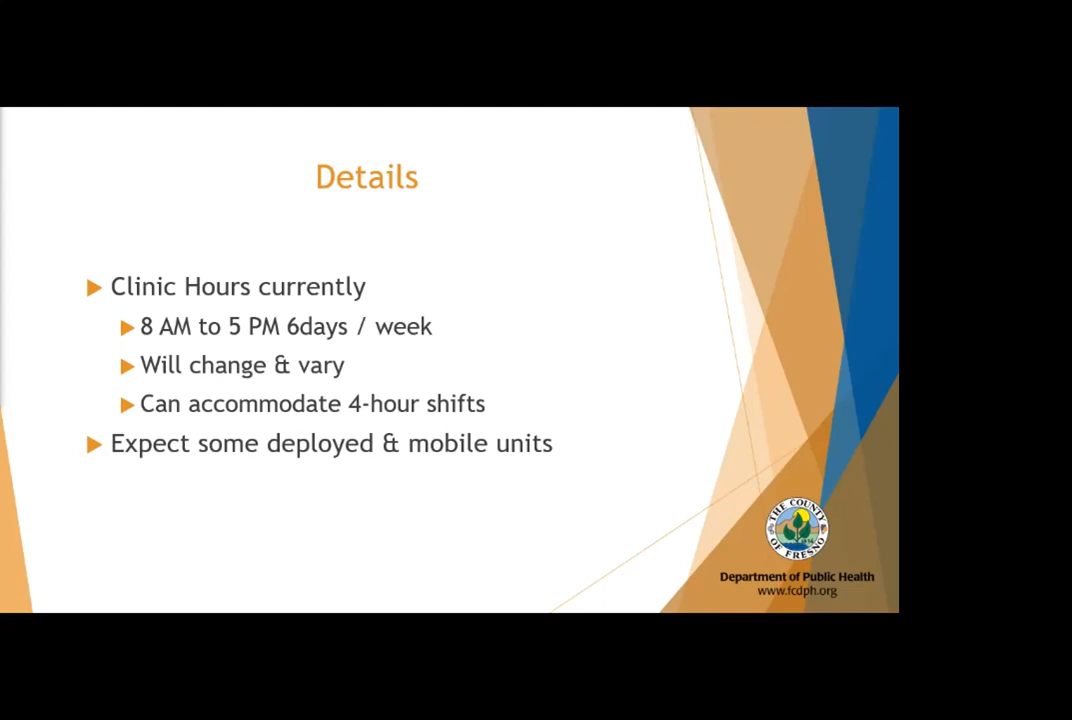 Details
Clinic Hours currently
8 AM to 5 PM 6days / week
Will change & vary
Can accommodate 4-hour shifts
Expect some deployed & mobile units
THE COUNTY
OF FRESNO
Department of Public Health
www.fcdph.org